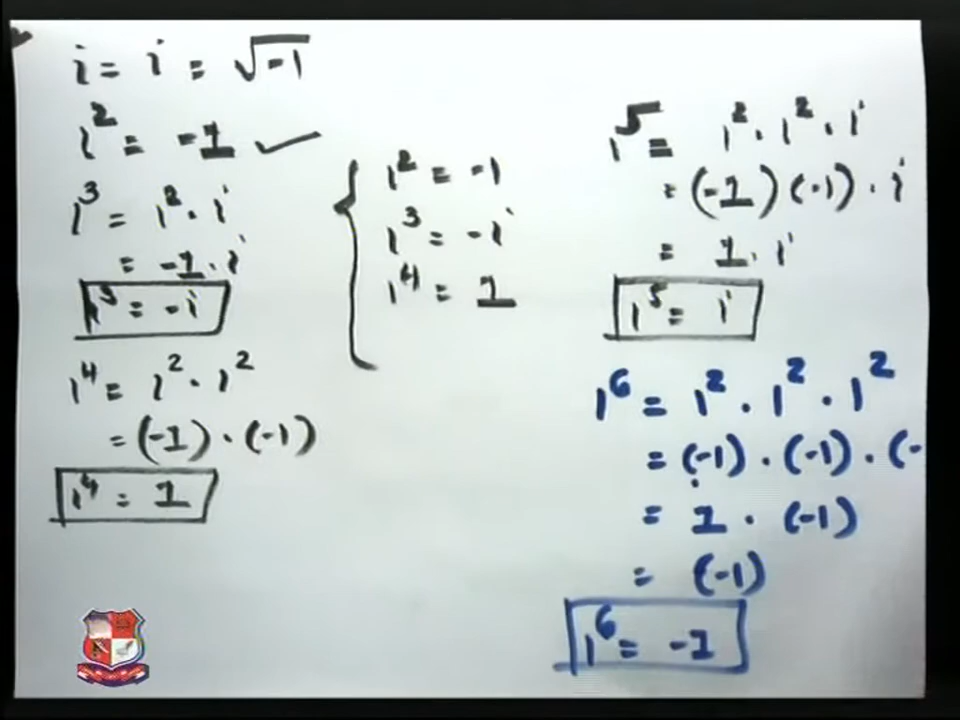 i = i = √-1
i² = -1 ✓
i³ = i² · i
= -1 · i
i³ = -i
i⁴ = i² · i²
= (-1) · (-1)
i⁴ = 1
i² = -1
i³ = -i
i⁴ = 1
i⁵ = i² · i² · i
= (-1) (-1) · i
= 1 · i
i⁵ = i
i⁶ = i² · i² · i²
= (-1) · (-1) · (-
= 1 · (-1)
= (-1)
i⁶ = -1